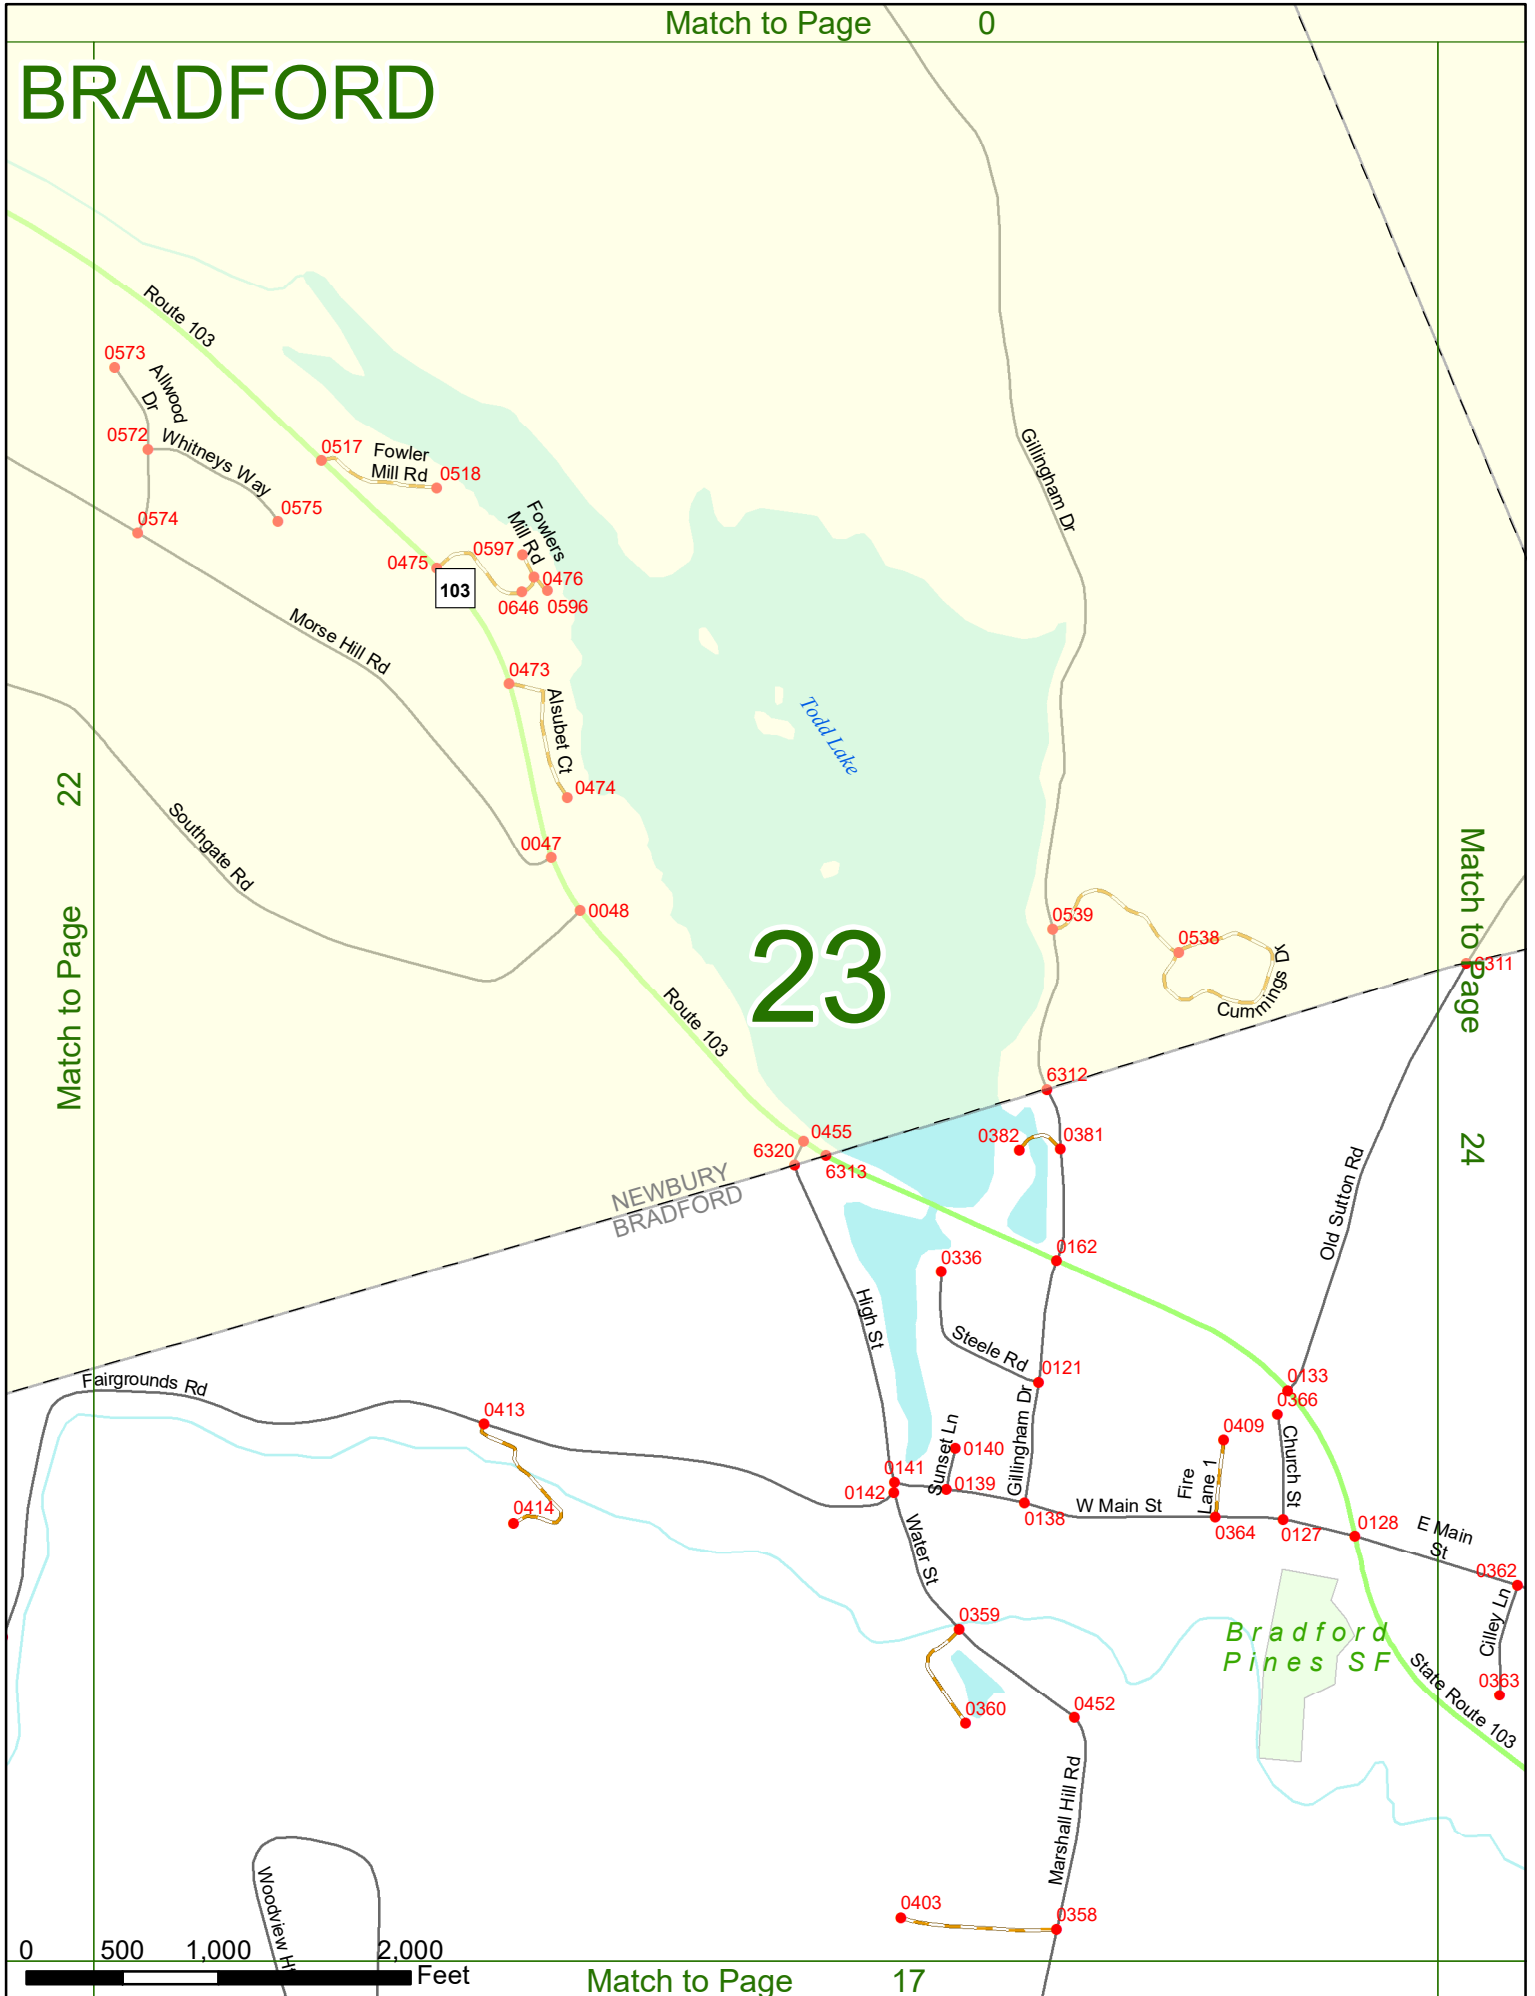 Match to Page 0
BRADFORD
Route 103
0573
Allwood
Dr
0572
Whitneys Way
0517
Fowler
Mill Rd
0518
0575
0574
Gillingham Dr
Fowlers
Mill Rd
0597
0475
0476
103
0646
0596
Morse Hill Rd
0473
Alsubet Ct
Todd Lake
0474
22
Match to Page
Southgate Rd
0047
0048
Match to Page
24
0539
0538
Cummings Dr
6311
23
Route 103
6312
0455
0382
0381
6320
6313
NEWBURY
BRADFORD
Old Sutton Rd
0162
0336
High St
Steele Rd
0121
0133
0366
Fairgrounds Rd
0413
Gillingham Dr
Sunset Ln
0140
0409
Church St
Fire
Lane 1
0141
0142
0139
0138
W Main St
0364
0127
0128
E Main
St
0414
Water St
0362
Cilley Ln
0359
Bradford
Pines SF
0363
State Route 103
0360
0452
Marshall Hill Rd
0403
0358
Woodview H
0 500 1,000 2,000
Feet
Match to Page 17